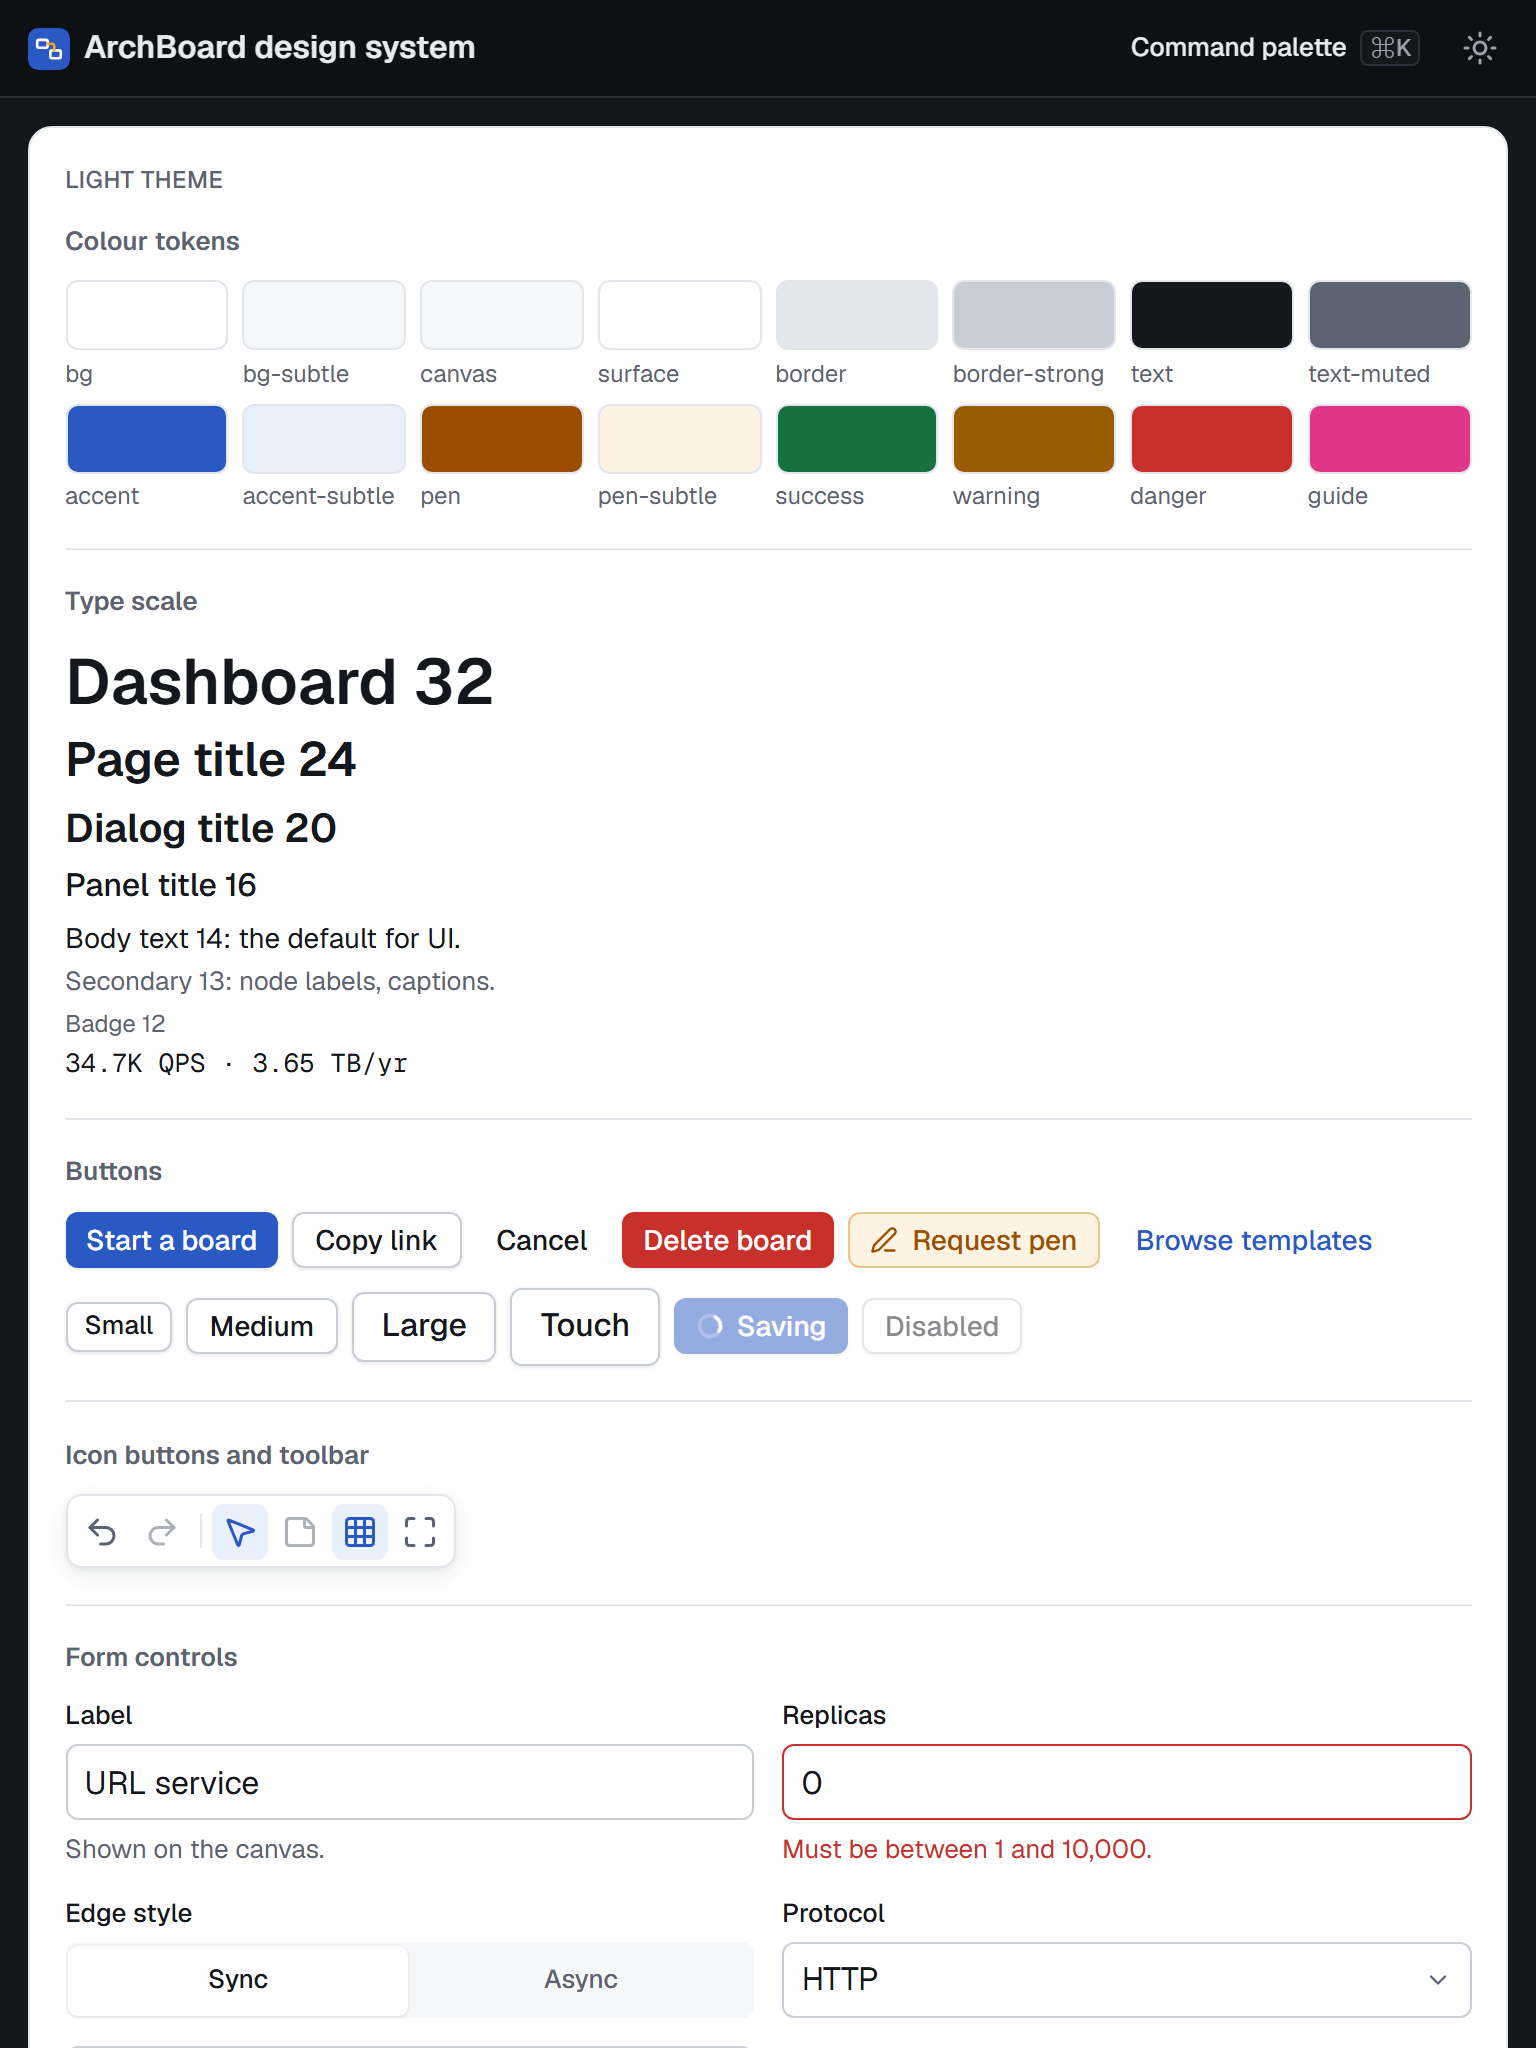 ArchBoard design system
Command palette ⌘K
LIGHT THEME
Colour tokens
bg bg-subtle canvas surface border border-strong text text-muted
accent accent-subtle pen pen-subtle success warning danger guide
Type scale
Dashboard 32
Page title 24
Dialog title 20
Panel title 16
Body text 14: the default for UI.
Secondary 13: node labels, captions.
Badge 12
34.7K QPS · 3.65 TB/yr
Buttons
Start a board Copy link Cancel Delete board Request pen Browse templates
Small Medium Large Touch Saving Disabled
Icon buttons and toolbar
Form controls
Label Replicas
URL service 0
Shown on the canvas. Must be between 1 and 10,000.
Edge style Protocol
Sync Async HTTP